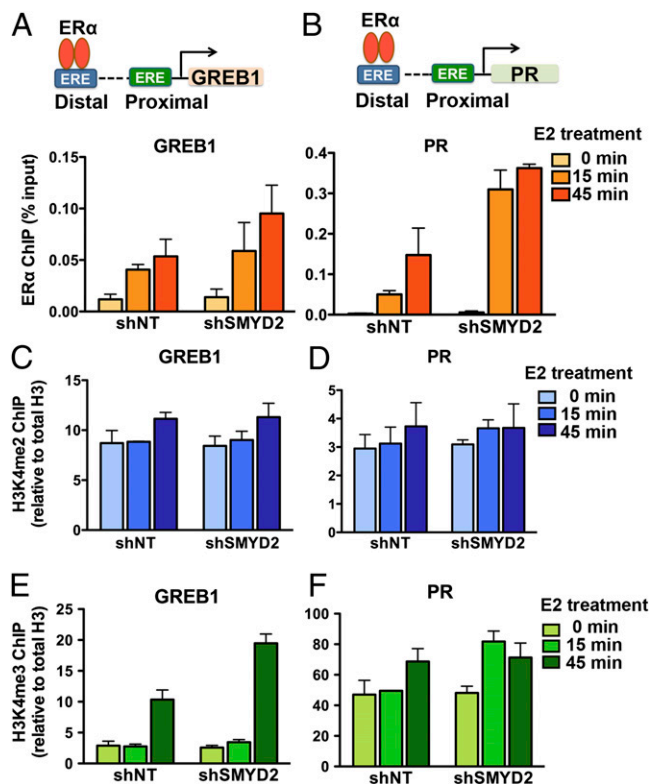 A
ERα
ERE
ERE
GREB1
Distal
Proximal
B
ERα
ERE
ERE
PR
Distal
Proximal
GREB1
ERα ChIP (% input)
0.15
0.10
0.05
0.00
shNT
shSMYD2
PR
0.4
0.3
0.2
0.1
0.0
shNT
shSMYD2
E2 treatment
0 min
15 min
45 min
C
GREB1
H3K4me2 ChIP
(relative to total H3)
15
10
5
0
shNT
shSMYD2
D
PR
5
4
3
2
1
0
shNT
shSMYD2
E2 treatment
0 min
15 min
45 min
E
GREB1
H3K4me3 ChIP
(relative to total H3)
25
20
15
10
5
0
shNT
shSMYD2
F
PR
100
80
60
40
20
0
shNT
shSMYD2
E2 treatment
0 min
15 min
45 min